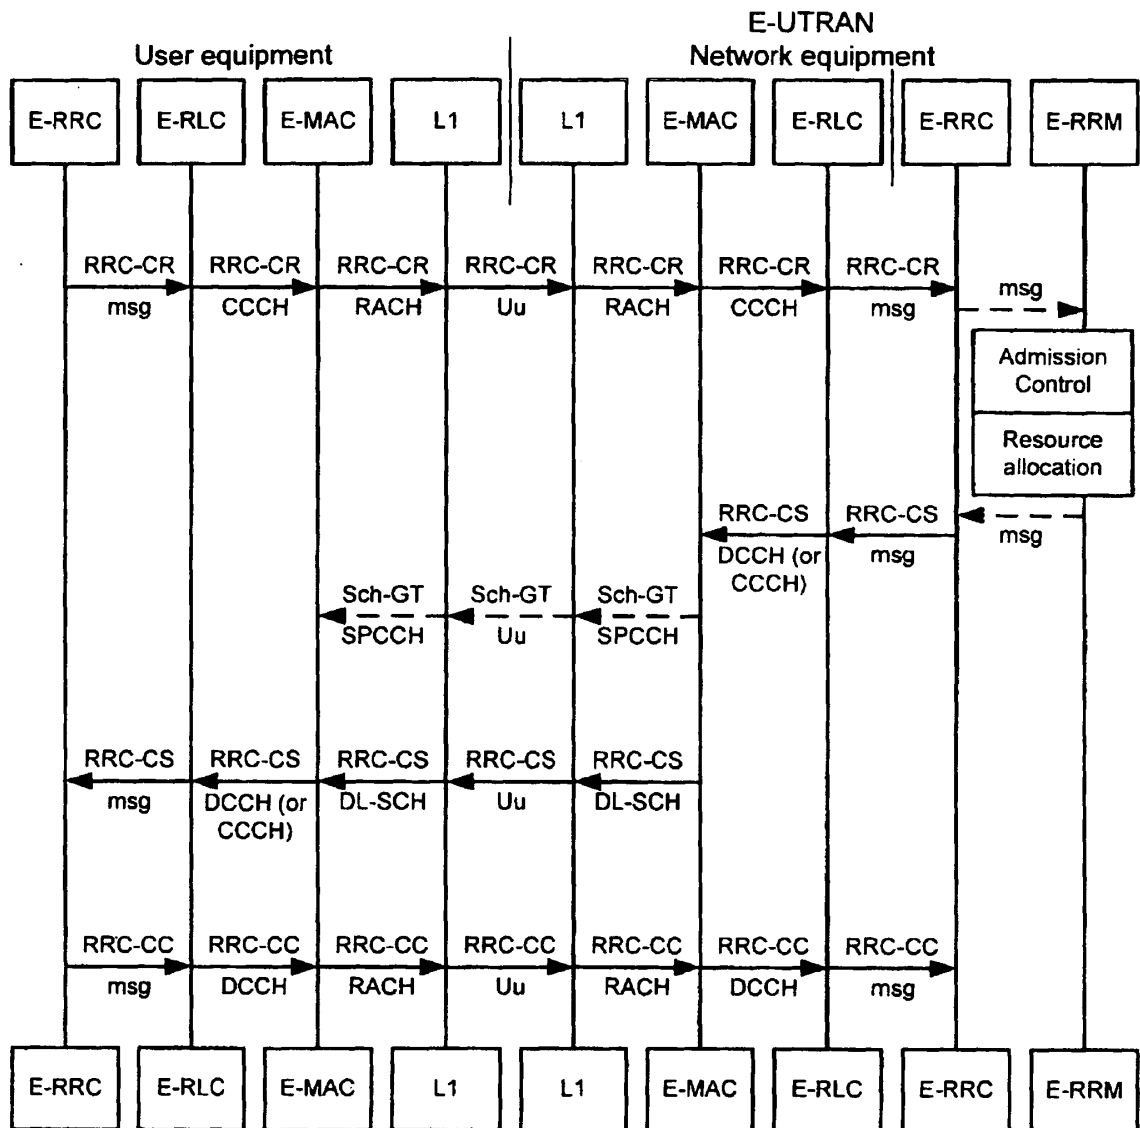 E-UTRAN
User equipment
Network equipment
E-RRC E-RLC E-MAC L1 L1 E-MAC E-RLC E-RRC E-RRM
RRC-CR RRC-CR RRC-CR RRC-CR RRC-CR RRC-CR RRC-CR
msg CCCH RACH Uu RACH CCCH msg
msg
Admission
Control
Resource
allocation
msg
RRC-CS RRC-CS
DCCH (or
CCCH)
msg
Sch-GT Sch-GT Sch-GT
SPCCH Uu SPCCH
RRC-CS RRC-CS RRC-CS RRC-CS RRC-CS
msg DCCH (or DL-SCH Uu DL-SCH
CCCH)
RRC-CC RRC-CC RRC-CC RRC-CC RRC-CC RRC-CC RRC-CC
msg DCCH RACH Uu RACH DCCH msg
E-RRC E-RLC E-MAC L1 L1 E-MAC E-RLC E-RRC E-RRM